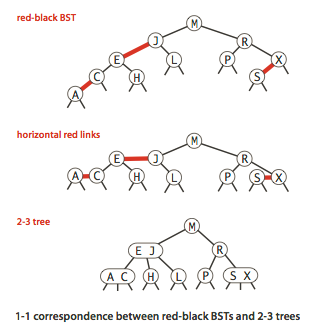 red-black BST
M
J R
E L P X
C H S
A
horizontal red links
M
E J R
A C H L P S X
2-3 tree
M
E J R
A C H L P S X
1-1 correspondence between red-black BSTs and 2-3 trees